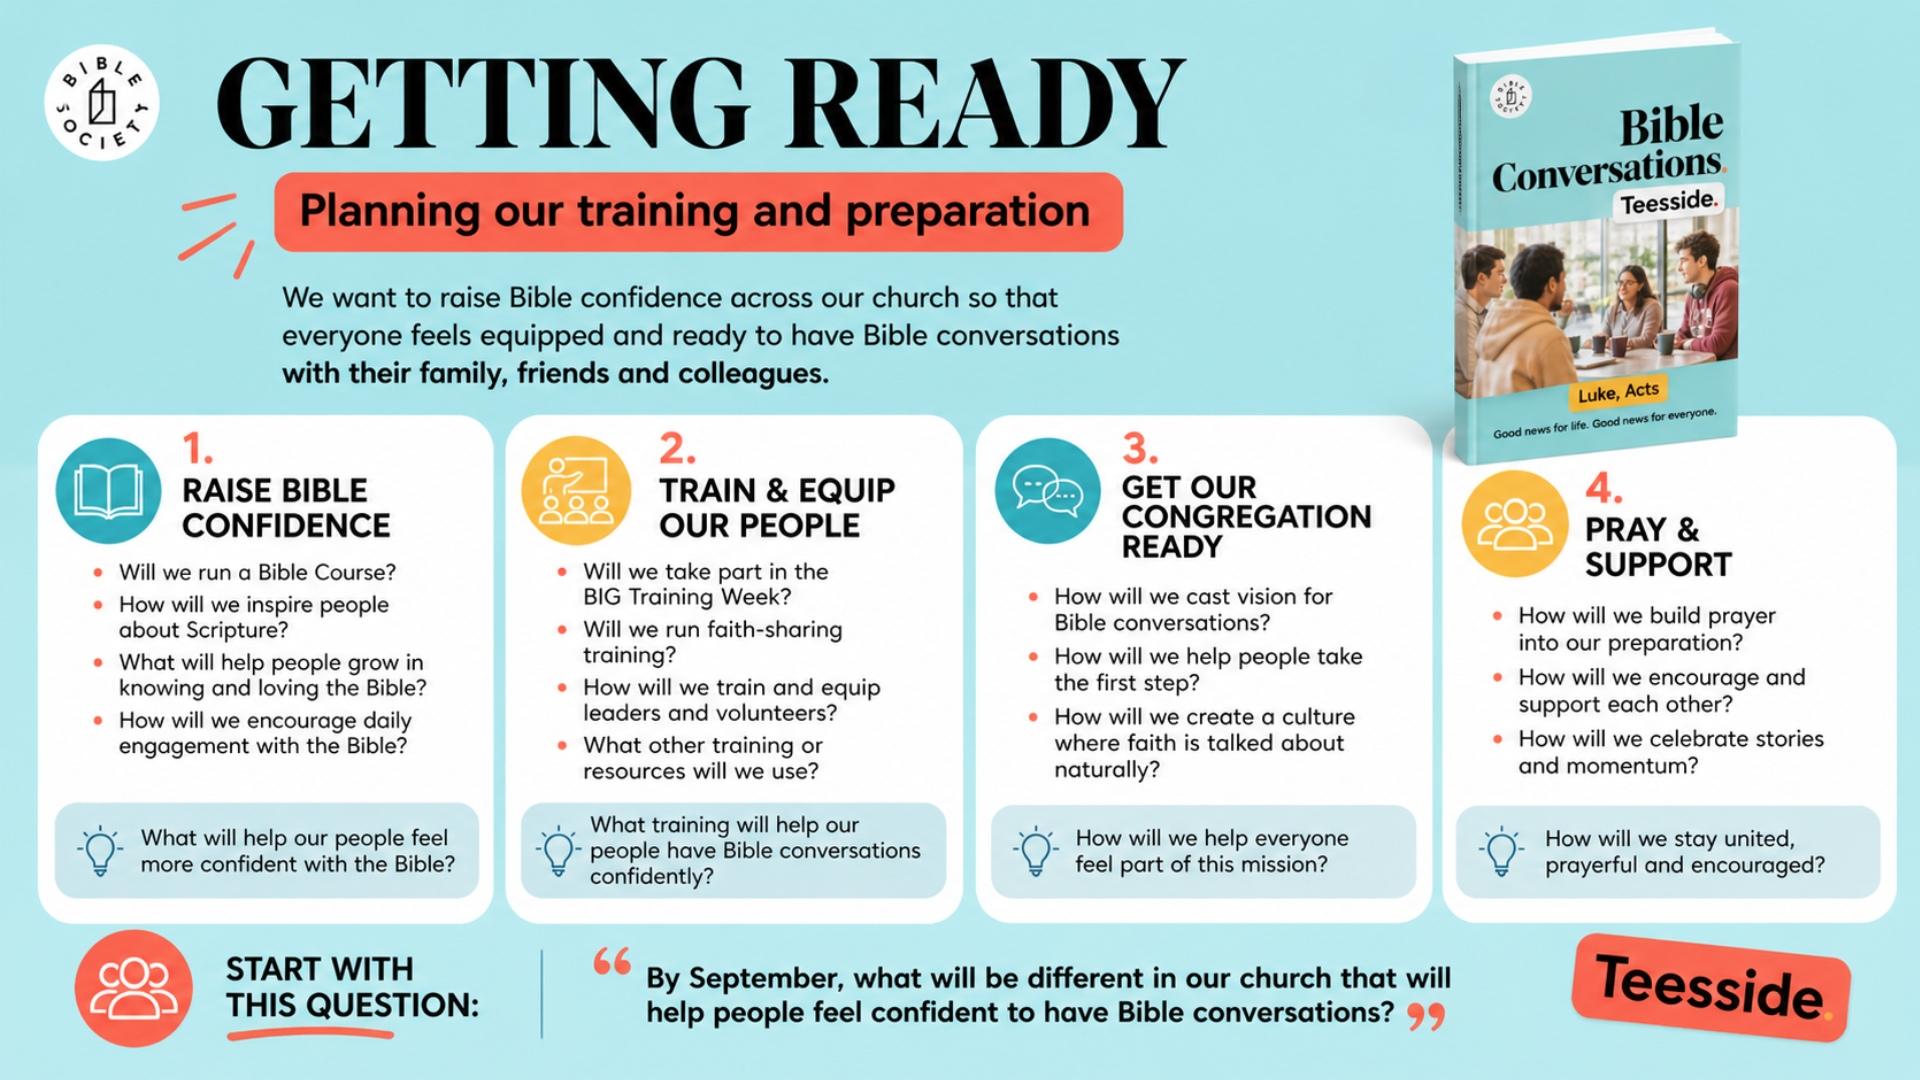 BIBLE SOCIETY
GETTING READY
Planning our training and preparation
We want to raise Bible confidence across our church so that
everyone feels equipped and ready to have Bible conversations
with their family, friends and colleagues.
BIBLE SOCIETY
Bible
Conversations.
Teesside.
Luke, Acts
Good news for life. Good news for everyone.
1.
RAISE BIBLE
CONFIDENCE
• Will we run a Bible Course?
• How will we inspire people
about Scripture?
• What will help people grow in
knowing and loving the Bible?
• How will we encourage daily
engagement with the Bible?
What will help our people feel
more confident with the Bible?
2.
TRAIN & EQUIP
OUR PEOPLE
• Will we take part in the
BIG Training Week?
• Will we run faith-sharing
training?
• How will we train and equip
leaders and volunteers?
• What other training or
resources will we use?
What training will help our
people have Bible conversations
confidently?
3.
GET OUR
CONGREGATION
READY
• How will we cast vision for
Bible conversations?
• How will we help people take
the first step?
• How will we create a culture
where faith is talked about
naturally?
How will we help everyone
feel part of this mission?
4.
PRAY &
SUPPORT
• How will we build prayer
into our preparation?
• How will we encourage and
support each other?
• How will we celebrate stories
and momentum?
How will we stay united,
prayerful and encouraged?
START WITH
THIS QUESTION:
“By September, what will be different in our church that will
help people feel confident to have Bible conversations?”
Teesside.